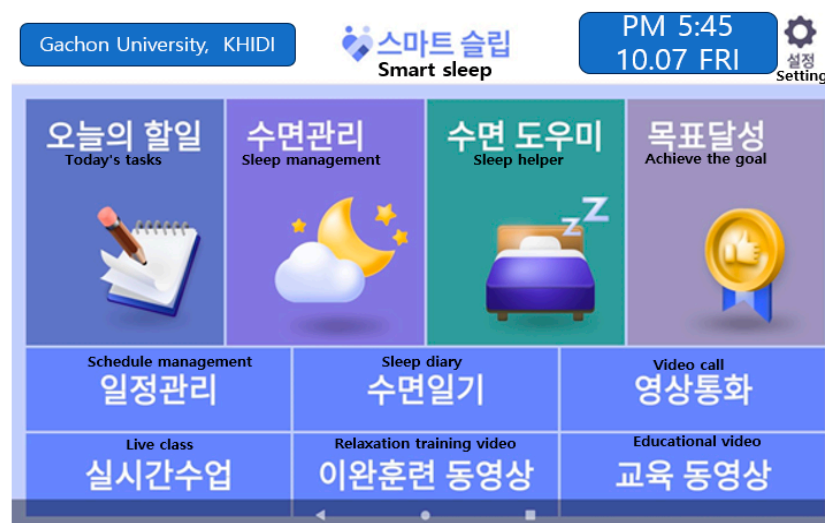 Gachon University, KHIDI
스마트 슬립
Smart sleep
PM 5:45
10.07 FRI
설정
Setting
오늘의 할일
Today's tasks
수면관리
Sleep management
수면 도우미
Sleep helper
목표달성
Achieve the goal
zZ
Schedule management
일정관리
Sleep diary
수면일기
Video call
영상통화
Live class
실시간수업
Relaxation training video
이완훈련 동영상
Educational video
교육 동영상